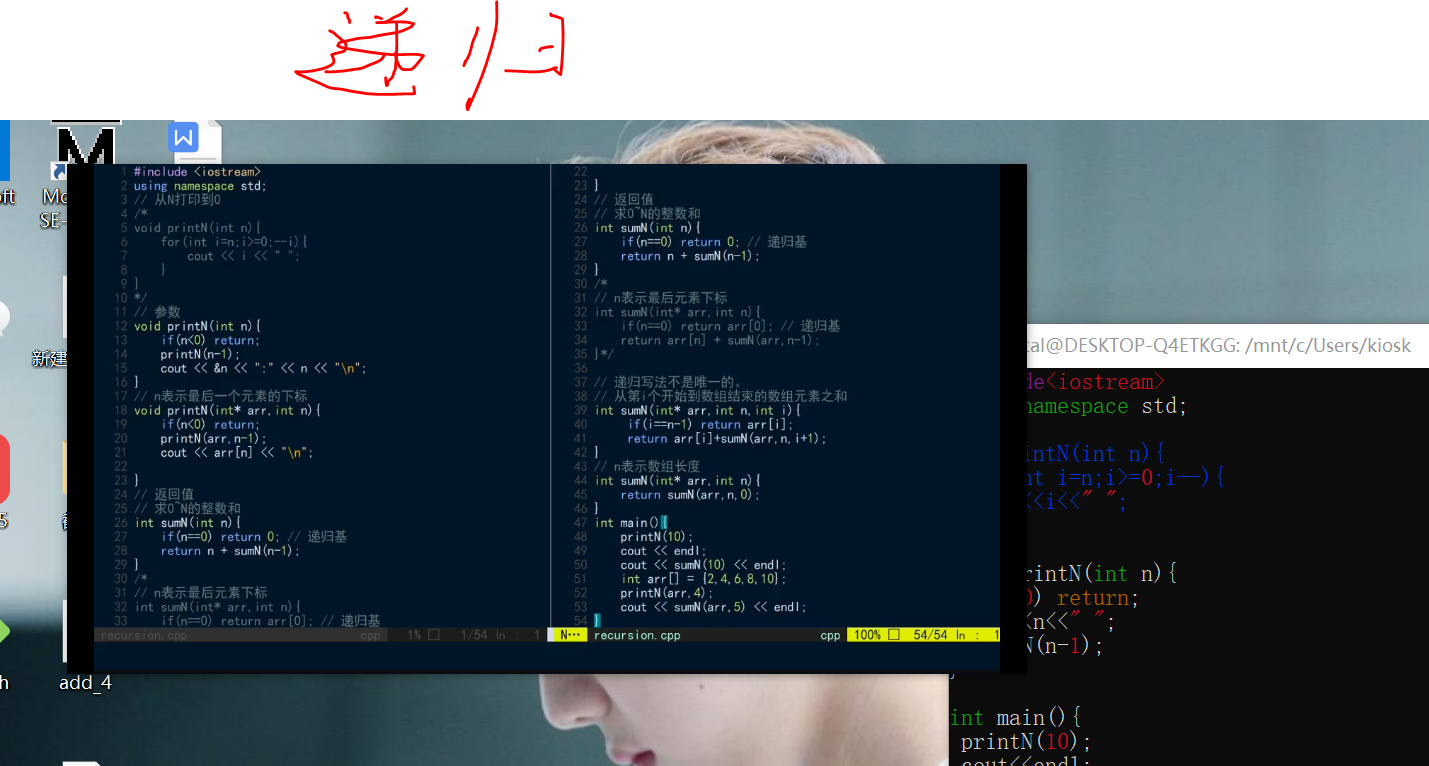 递归
Mo
SE-
oft
新建
5
add_4
h
1 #include <iostream>
2 using namespace std;
3 // 从N打印到0
4 /*
5 void printN(int n){
6     for(int i=n;i>=0;--i){
7         cout << i << " ";
8     }
9 }
10 */
11 // 参数
12 void printN(int n){
13     if(n<0) return;
14     printN(n-1);
15     cout << &n << ":" << n << "\n";
16 }
17 // n表示最后一个元素的下标
18 void printN(int* arr,int n){
19     if(n<0) return;
20     printN(arr,n-1);
21     cout << arr[n] << "\n";
22
23 }
24 // 返回值
25 // 求0~N的整数和
26 int sumN(int n){
27     if(n==0) return 0; // 递归基
28     return n + sumN(n-1);
29 }
30 /*
31 // n表示最后元素下标
32 int sumN(int* arr,int n){
33     if(n==0) return arr[0]; // 递归基
recursion.cpp cpp 1% 1/54 ln : 1
22
23 }
24 // 返回值
25 // 求0~N的整数和
26 int sumN(int n){
27     if(n==0) return 0; // 递归基
28     return n + sumN(n-1);
29 }
30 /*
31 // n表示最后元素下标
32 int sumN(int* arr,int n){
33     if(n==0) return arr[0]; // 递归基
34     return arr[n] + sumN(arr,n-1);
35 }*/
36
37 // 递归写法不是唯一的。
38 // 从第i个开始到数组结束的数组元素之和
39 int sumN(int* arr,int n,int i){
40     if(i==n-1) return arr[i];
41     return arr[i]+sumN(arr,n,i+1);
42 }
43 // n表示数组长度
44 int sumN(int* arr,int n){
45     return sumN(arr,n,0);
46 }
47 int main(){
48     printN(10);
49     cout << endl;
50     cout << sumN(10) << endl;
51     int arr[] = {2,4,6,8,10};
52     printN(arr,4);
53     cout << sumN(arr,5) << endl;
54 }
N… recursion.cpp cpp 100% 54/54 ln : 1
tal@DESKTOP-Q4ETKGG: /mnt/c/Users/kiosk
de<iostream>
namespace std;
intN(int n){
nt i=n;i>=0;i--){
<<i<<" ";
rintN(int n){
0) return;
<n<<" ";
N(n-1);
int main(){
printN(10);
cout<<endl;